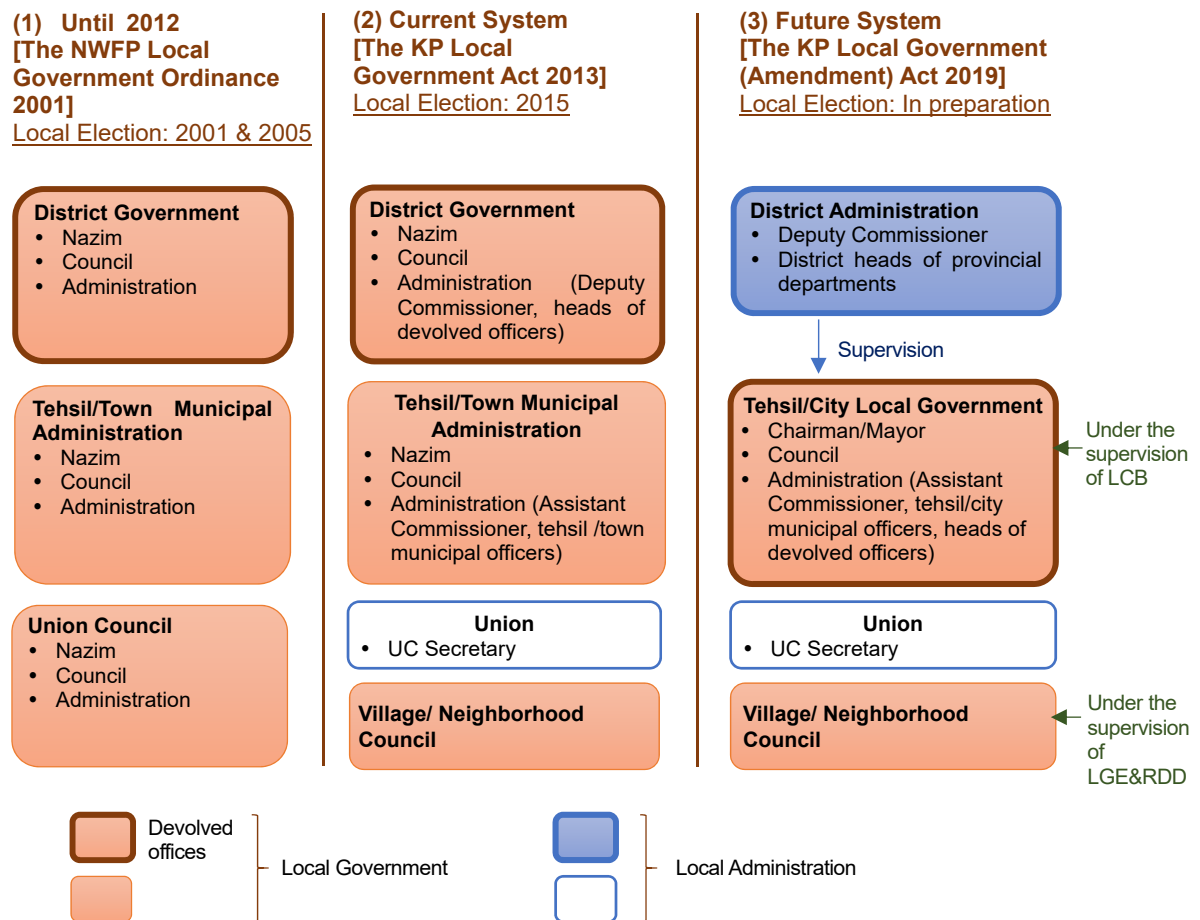 (1) Until 2012
[The NWFP Local
Government Ordinance
2001]
Local Election: 2001 & 2005
District Government
• Nazim
• Council
• Administration
Tehsil/Town Municipal
Administration
• Nazim
• Council
• Administration
Union Council
• Nazim
• Council
• Administration
(2) Current System
[The KP Local
Government Act 2013]
Local Election: 2015
District Government
• Nazim
• Council
• Administration (Deputy
Commissioner, heads of
devolved officers)
Tehsil/Town Municipal
Administration
• Nazim
• Council
• Administration (Assistant
Commissioner, tehsil /town
municipal officers)
Union
• UC Secretary
Village/ Neighborhood
Council
(3) Future System
[The KP Local Government
(Amendment) Act 2019]
Local Election: In preparation
District Administration
• Deputy Commissioner
• District heads of provincial
departments
Supervision
Tehsil/City Local Government
• Chairman/Mayor
• Council
• Administration (Assistant
Commissioner, tehsil/city
municipal officers, heads of
devolved officers)
Under the
supervision
of LCB
Union
• UC Secretary
Village/ Neighborhood
Council
Under the
supervision
of
LGE&RDD
Devolved
offices
Local Government
Local Administration